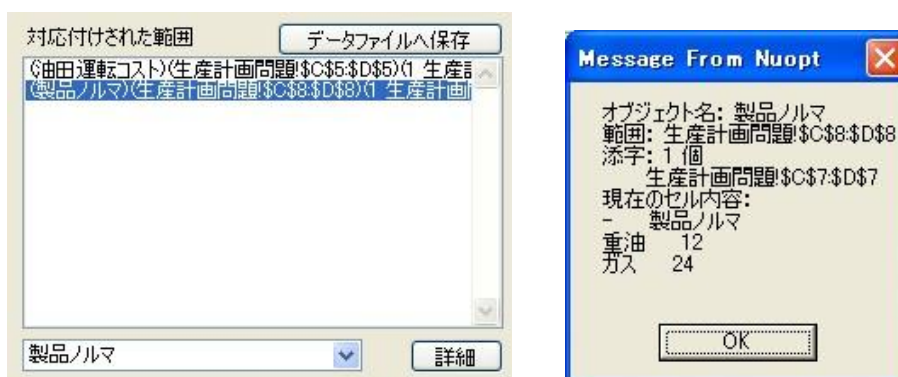 対応付けされた範囲
データファイルへ保存
(油田運転コスト)(生産計画問題!$C$5:$D$5)(1 生産計
(製品ノルマ)(生産計画問題!$C$8:$D$8)(1 生産計画
製品ノルマ
詳細
Message From Nuopt
オブジェクト名: 製品ノルマ
範囲: 生産計画問題!$C$8:$D$8
添字: 1 個
生産計画問題!$C$7:$D$7
現在のセル内容:
- 製品ノルマ
重油 12
ガス 24
OK